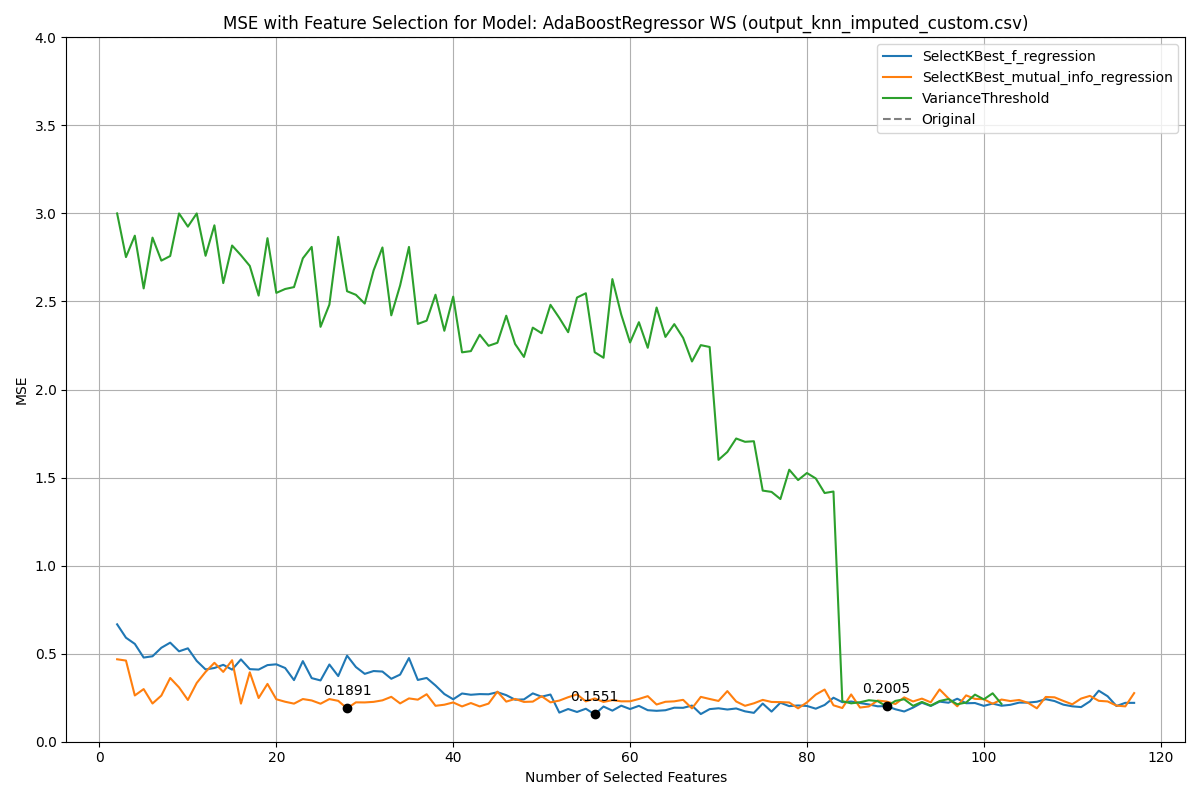 MSE with Feature Selection for Model: AdaBoostRegressor WS (output_knn_imputed_custom.csv)
SelectKBest_f_regression
SelectKBest_mutual_info_regression
VarianceThreshold
Original
MSE
4.0
3.5
3.0
2.5
2.0
1.5
1.0
0.5
0.0
0.1891
0.1551
0.2005
0 20 40 60 80 100 120
Number of Selected Features